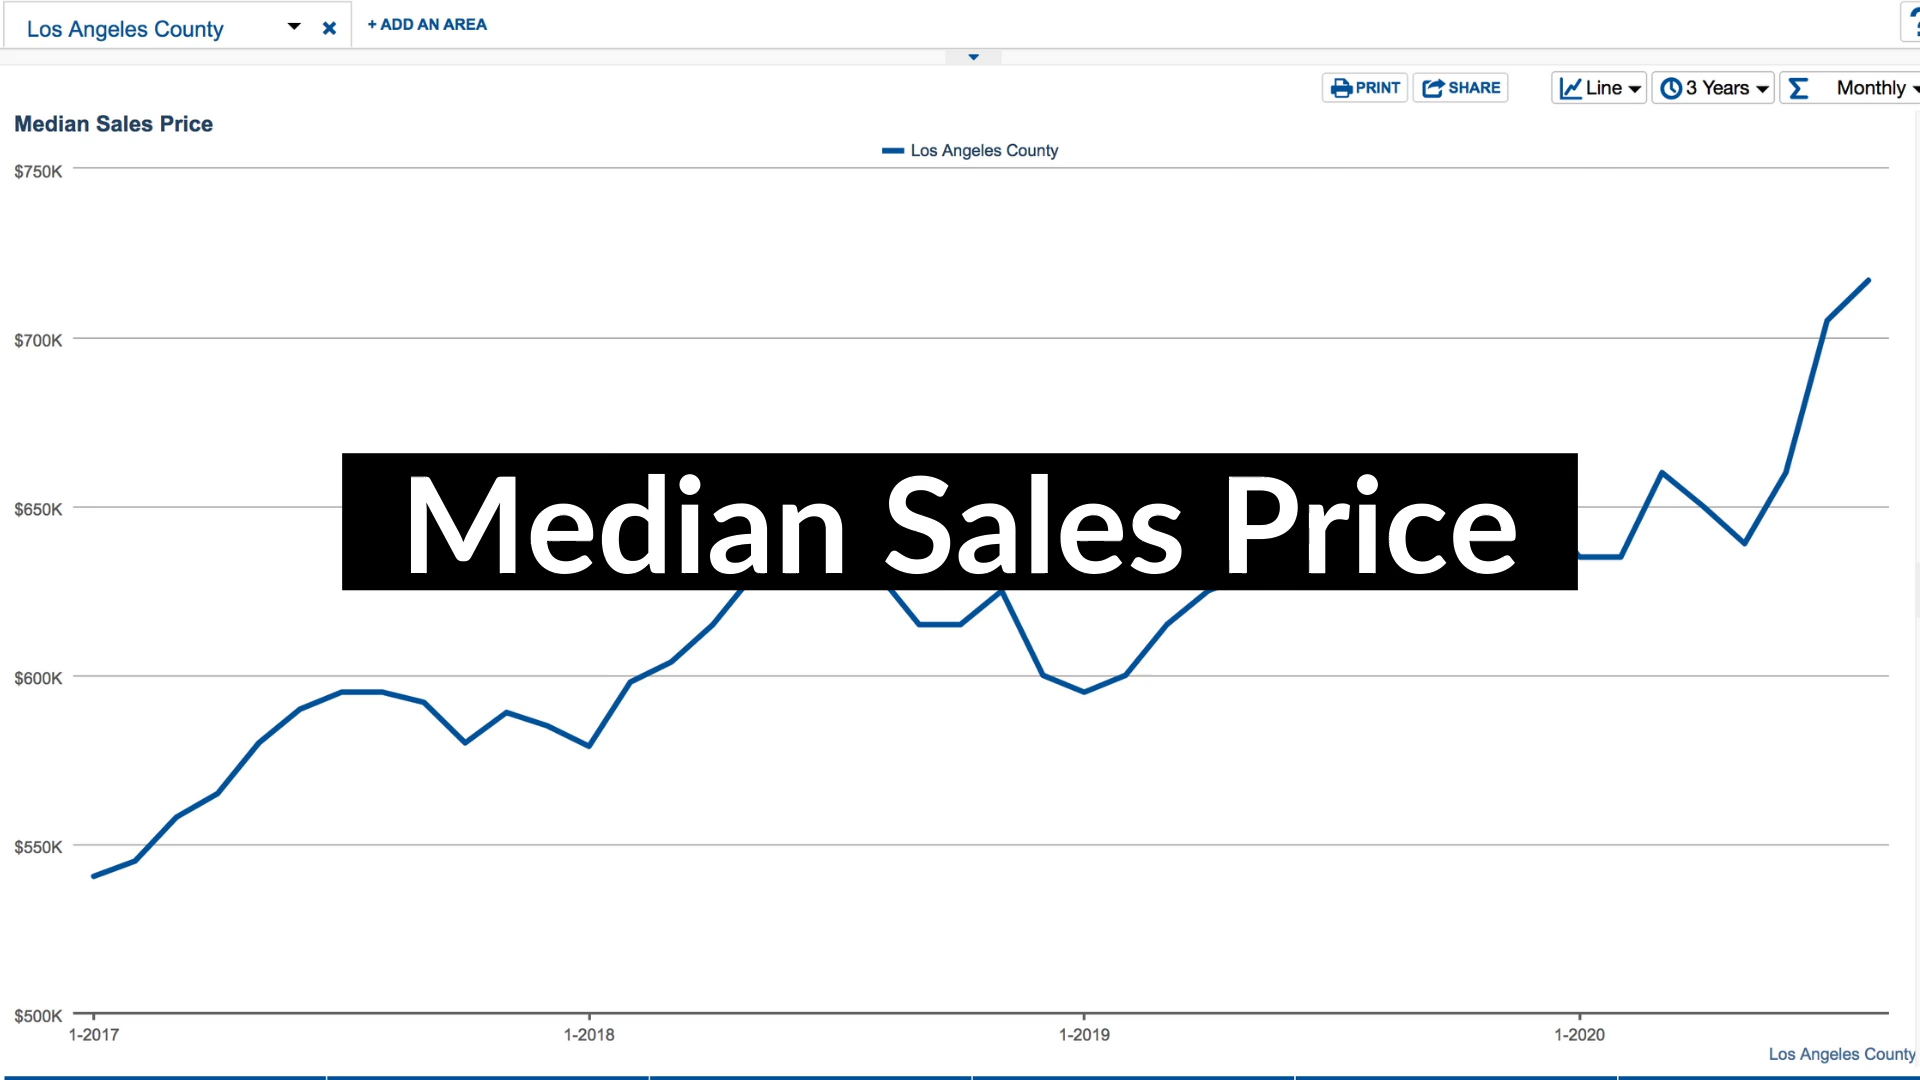 Los Angeles County
+ ADD AN AREA
?
PRINT
SHARE
Line
3 Years
Σ
Monthly
Median Sales Price
Los Angeles County
$750K
$700K
$650K
Median Sales Price
$600K
$550K
$500K
1-2017
1-2018
1-2019
1-2020
Los Angeles County